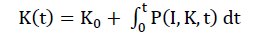 K(t) = K₀ + ∫₀ᵗ P(I, K, t) dt